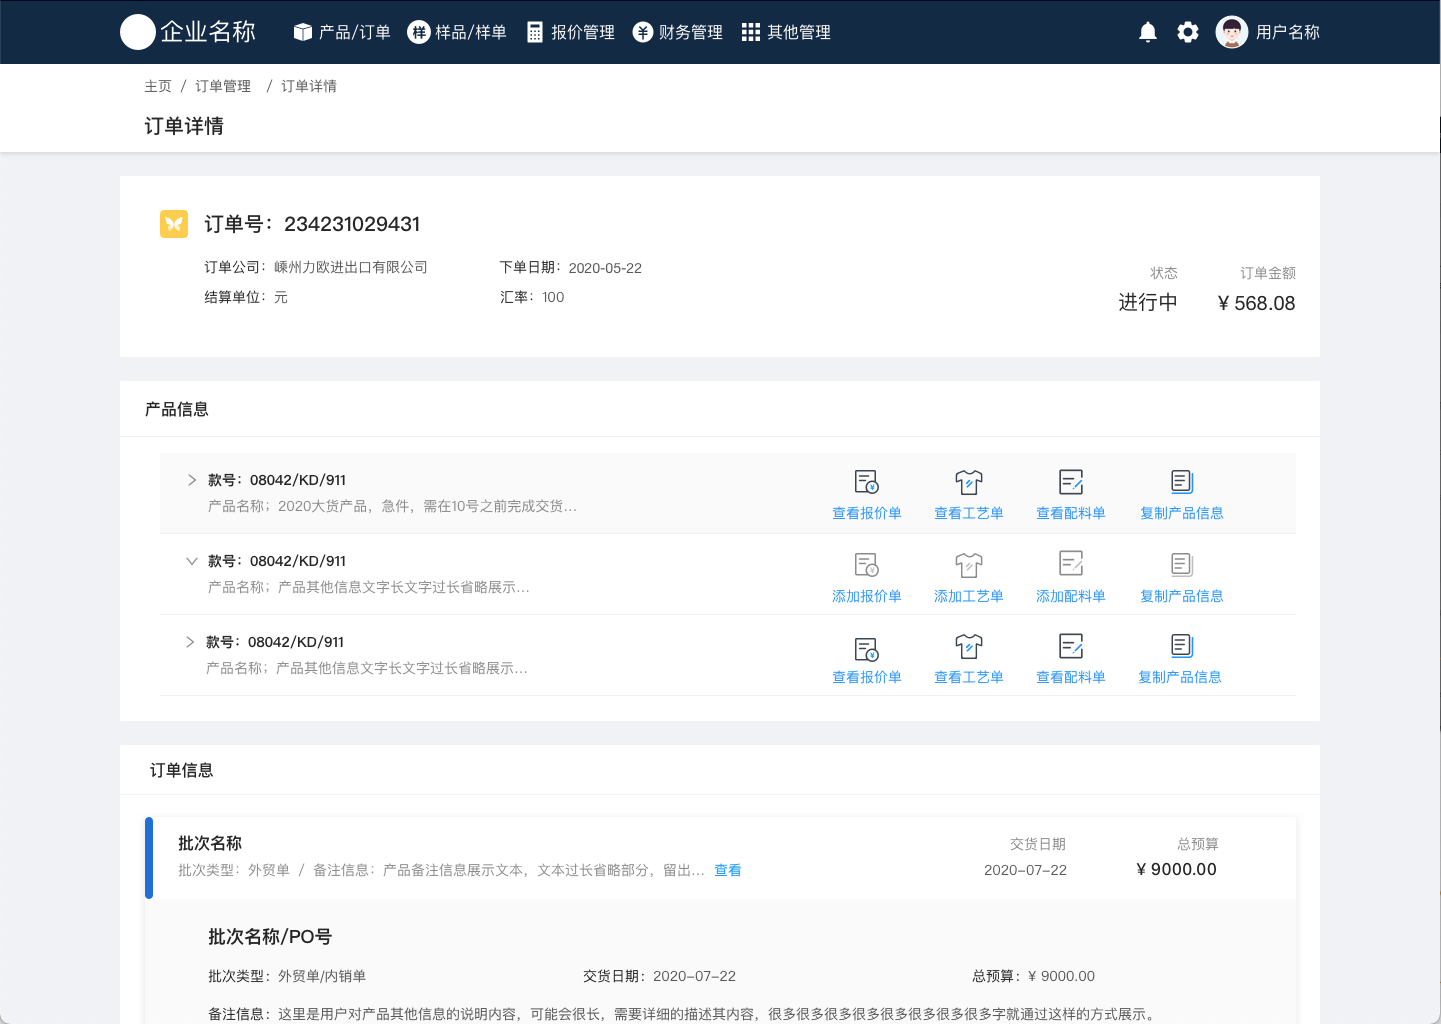 企业名称 产品/订单 样 样品/样单 报价管理 ¥ 财务管理 其他管理 用户名称
主页 / 订单管理 / 订单详情
订单详情
订单号：234231029431
订单公司：嵊州力欧进出口有限公司 下单日期：2020-05-22
结算单位：元 汇率：100
状态 订单金额
进行中 ¥ 568.08
产品信息
款号：08042/KD/911
产品名称；2020大货产品，急件，需在10号之前完成交货...
查看报价单 查看工艺单 查看配料单 复制产品信息
款号：08042/KD/911
产品名称；产品其他信息文字长文字过长省略展示...
添加报价单 添加工艺单 添加配料单 复制产品信息
款号：08042/KD/911
产品名称；产品其他信息文字长文字过长省略展示...
查看报价单 查看工艺单 查看配料单 复制产品信息
订单信息
批次名称 交货日期 总预算
批次类型：外贸单 / 备注信息：产品备注信息展示文本，文本过长省略部分，留出... 查看 2020-07-22 ¥ 9000.00
批次名称/PO号
批次类型：外贸单/内销单 交货日期：2020-07-22 总预算：¥ 9000.00
备注信息：这里是用户对产品其他信息的说明内容，可能会很长，需要详细的描述其内容，很多很多很多很多很多很多很多很多字就通过这样的方式展示。